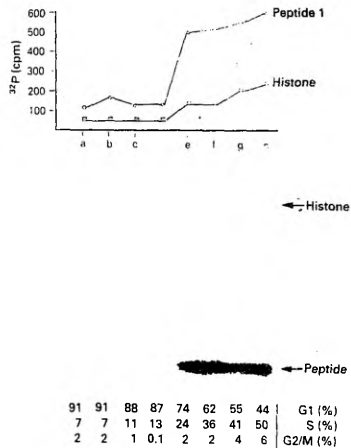 600
500
400
300
200
100
³²P (cpm)
Peptide 1
Histone
a b c e f g
Histone
Peptide
91 91 88 87 74 62 55 44 G1 (%)
7 7 11 13 24 36 41 50 S (%)
2 2 1 0.1 2 2 4 6 G2/M (%)